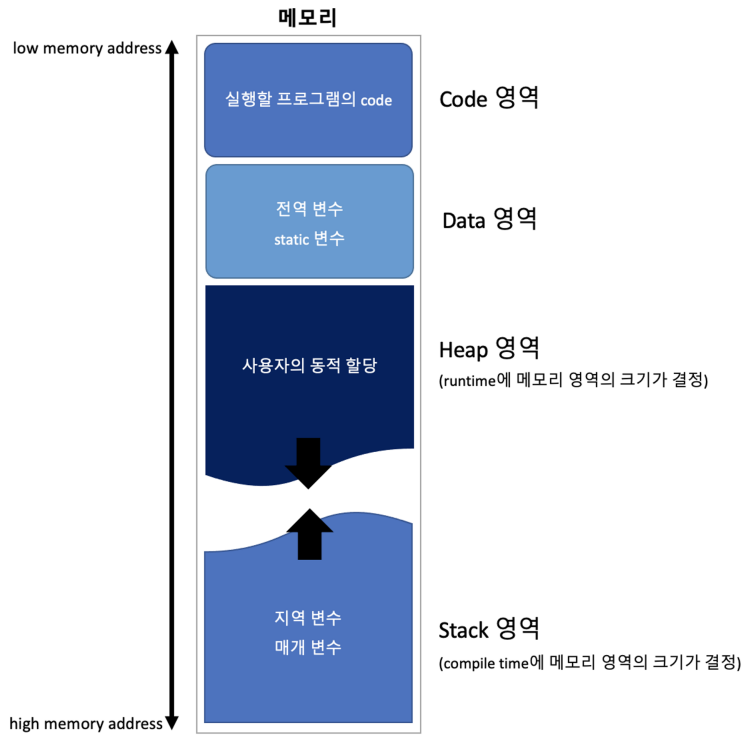 메모리
low memory address
실행할 프로그램의 code
Code 영역
전역 변수
static 변수
Data 영역
사용자의 동적 할당
Heap 영역
(runtime에 메모리 영역의 크기가 결정)
지역 변수
매개 변수
Stack 영역
(compile time에 메모리 영역의 크기가 결정)
high memory address